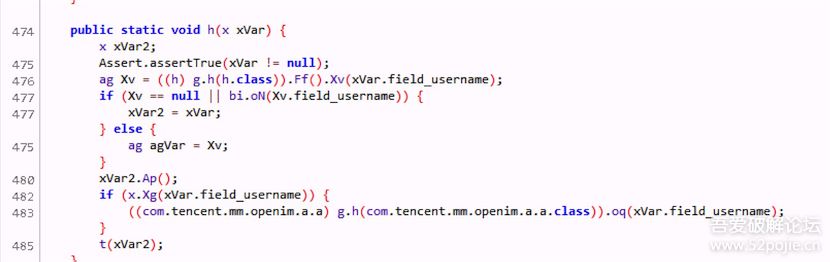 474 public static void h(x xVar) {
x xVar2;
475 Assert.assertTrue(xVar != null);
476 ag Xv = ((h) g.h(h.class)).Ff().Xv(xVar.field_username);
477 if (Xv == null || bi.oN(Xv.field_username)) {
477 xVar2 = xVar;
} else {
475 ag agVar = Xv;
}
480 xVar2.Ap();
482 if (x.Xg(xVar.field_username)) {
483 ((com.tencent.mm.openim.a.a) g.h(com.tencent.mm.openim.a.a.class)).oq(xVar.field_username);
}
485 t(xVar2);
}
吾爱破解论坛
www.52pojie.cn